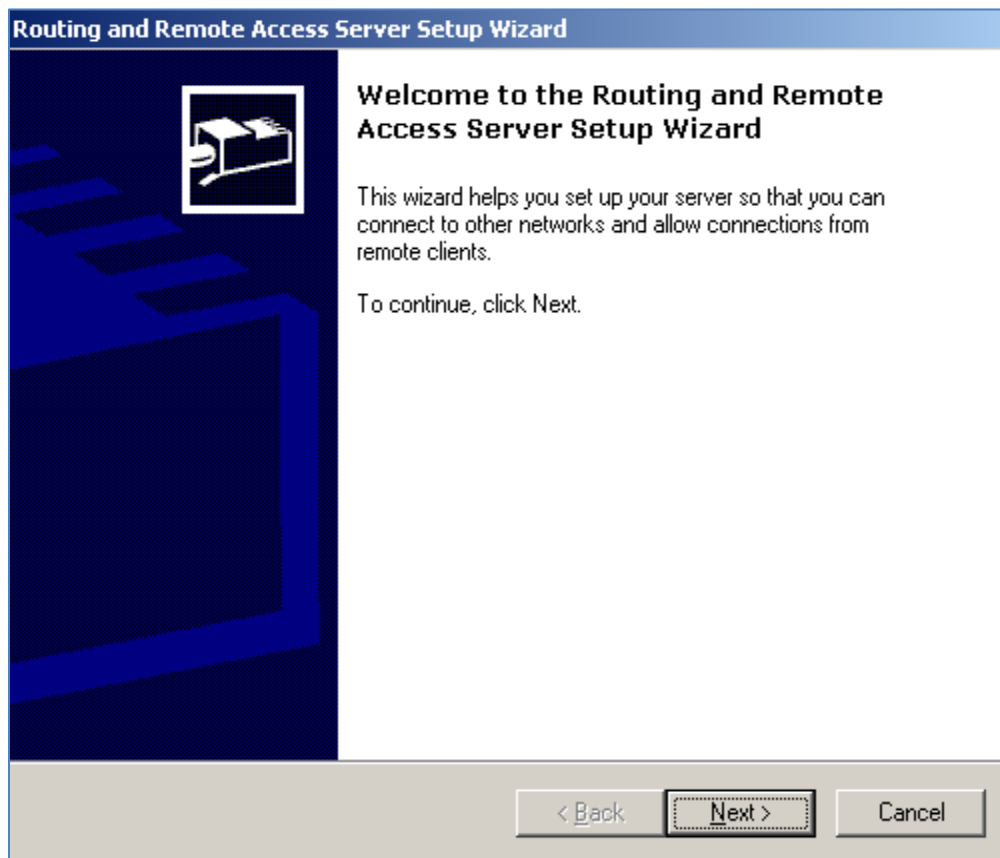 Routing and Remote Access Server Setup Wizard
Welcome to the Routing and Remote
Access Server Setup Wizard
This wizard helps you set up your server so that you can
connect to other networks and allow connections from
remote clients.
To continue, click Next.
< Back
Next >
Cancel